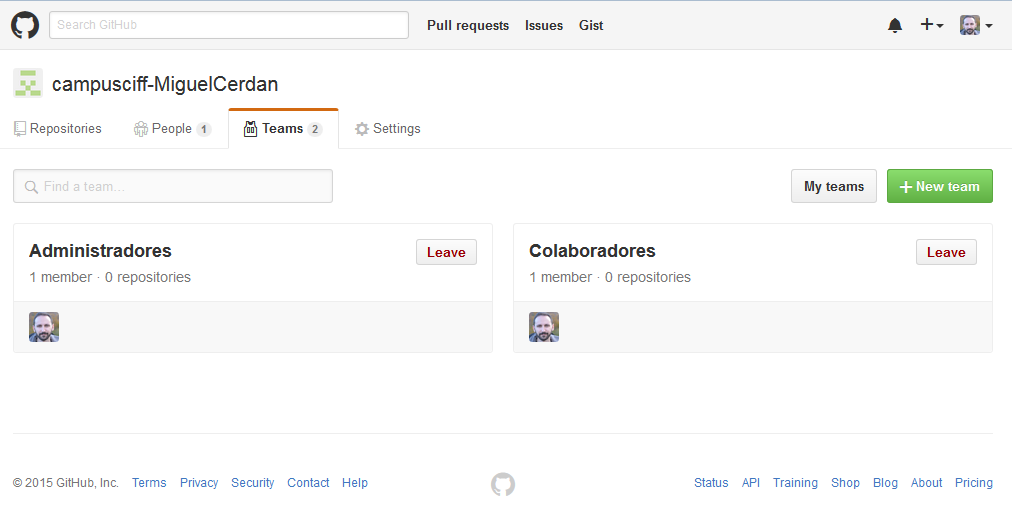 Search GitHub Pull requests Issues Gist
campusciff-MiguelCerdan
Repositories People 1 Teams 2 Settings
Find a team... My teams New team
Administradores Leave Colaboradores Leave
1 member · 0 repositories 1 member · 0 repositories
© 2015 GitHub, Inc. Terms Privacy Security Contact Help Status API Training Shop Blog About Pricing